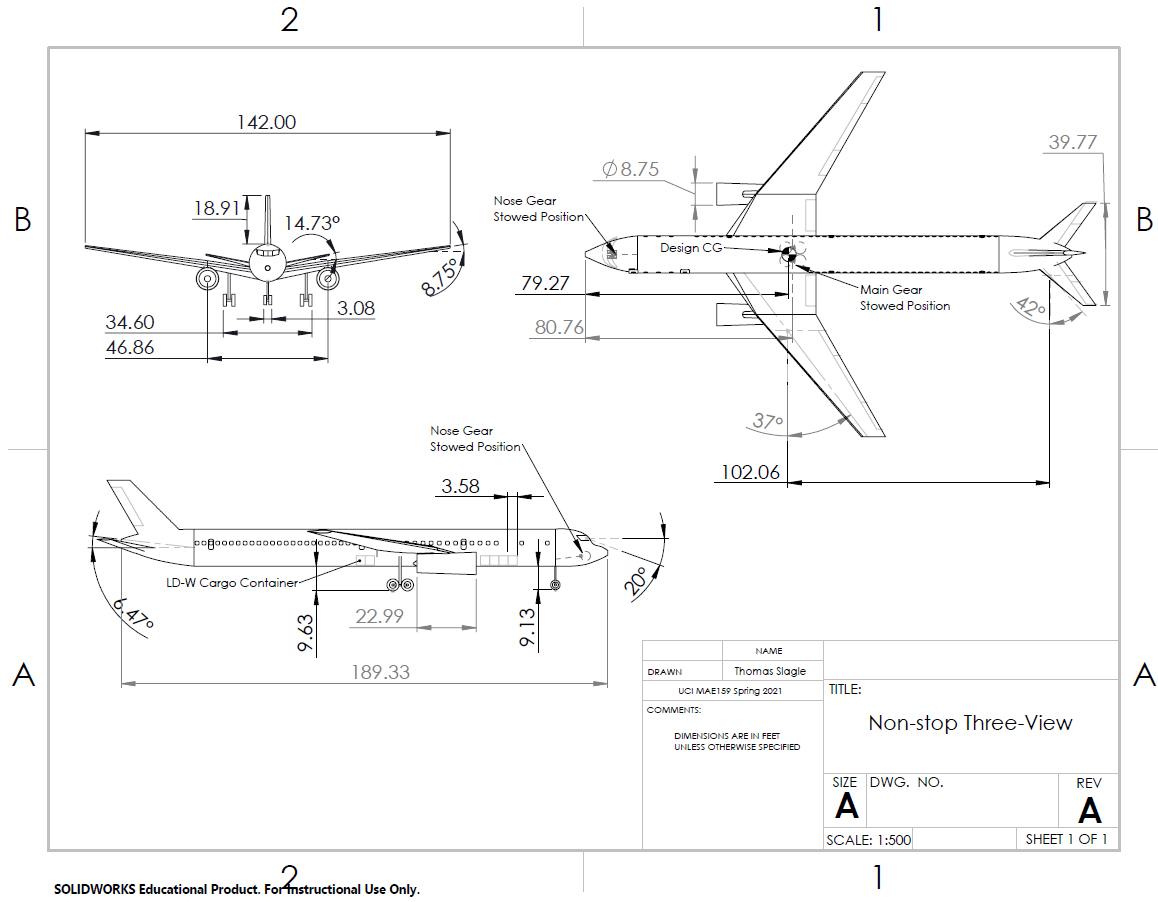 2
1
142.00
39.77
⌀8.75
B
18.91
14.73°
Nose Gear
Stowed Position
B
Design CG
8.75°
79.27
Main Gear
Stowed Position
3.08
34.60
80.76
42°
46.86
37°
Nose Gear
Stowed Position
102.06
3.58
LD-W Cargo Container
20°
6.47°
22.99
9.63
9.13
189.33
A
A
NAME
DRAWN
Thomas Slagle
UCI MAE159 Spring 2021
COMMENTS:
DIMENSIONS ARE IN FEET
UNLESS OTHERWISE SPECIFIED
TITLE:
Non-stop Three-View
SIZE
A
DWG. NO.
REV
A
SCALE: 1:500
SHEET 1 OF 1
2
1
SOLIDWORKS Educational Product. For Instructional Use Only.